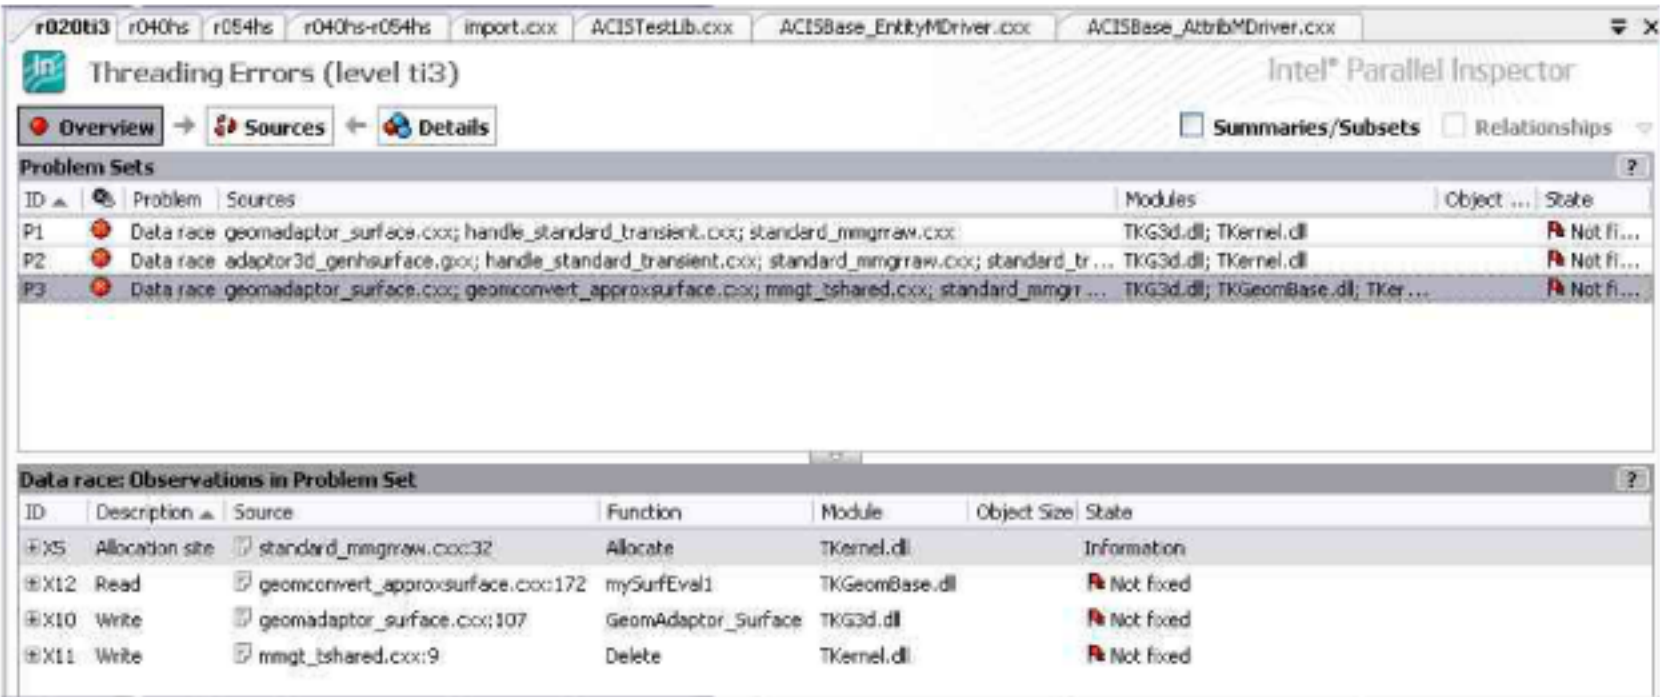 r020ti3 r040hs r054hs r040hs-r054hs import.cxx ACISTestLib.cxx ACISBase_EntityMDriver.cxx ACISBase_AttribMDriver.cxx
In Threading Errors (level ti3) Intel® Parallel Inspector
Overview Sources Details Summaries/Subsets Relationships
Problem Sets ?
ID Problem Sources Modules Object ... State
P1 Data race geomadaptor_surface.cxx; handle_standard_transient.cxx; standard_mmgrraw.cxx TKG3d.dll; TKernel.dll Not fi...
P2 Data race adaptor3d_genhsurface.gxx; handle_standard_transient.cxx; standard_mmgrraw.cxx; standard_tr ... TKG3d.dll; TKernel.dll Not fi...
P3 Data race geomadaptor_surface.cxx; geomconvert_approxsurface.cxx; mmgt_tshared.cxx; standard_mmgrr ... TKG3d.dll; TKGeomBase.dll; TKer ... Not fi...
Data race: Observations in Problem Set ?
ID Description Source Function Module Object Size State
X5 Allocation site standard_mmgrraw.cxx:32 Allocate TKernel.dll Information
X12 Read geomconvert_approxsurface.cxx:172 mySurfEval1 TKGeomBase.dll Not fixed
X10 Write geomadaptor_surface.cxx:107 GeomAdaptor_Surface TKG3d.dll Not fixed
X11 Write mmgt_tshared.cxx:9 Delete TKernel.dll Not fixed